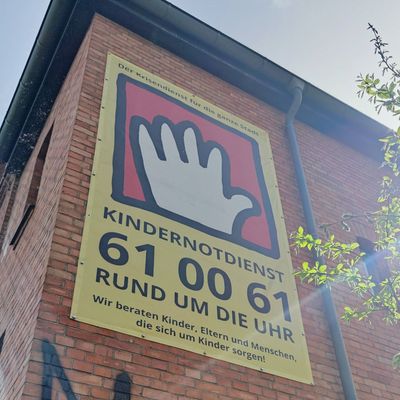 Der Krisendienst für die ganze Stadt
KINDERNOTDIENST
61 00 61
RUND UM DIE UHR
Wir beraten Kinder, Eltern und Menschen,
die sich um Kinder sorgen!